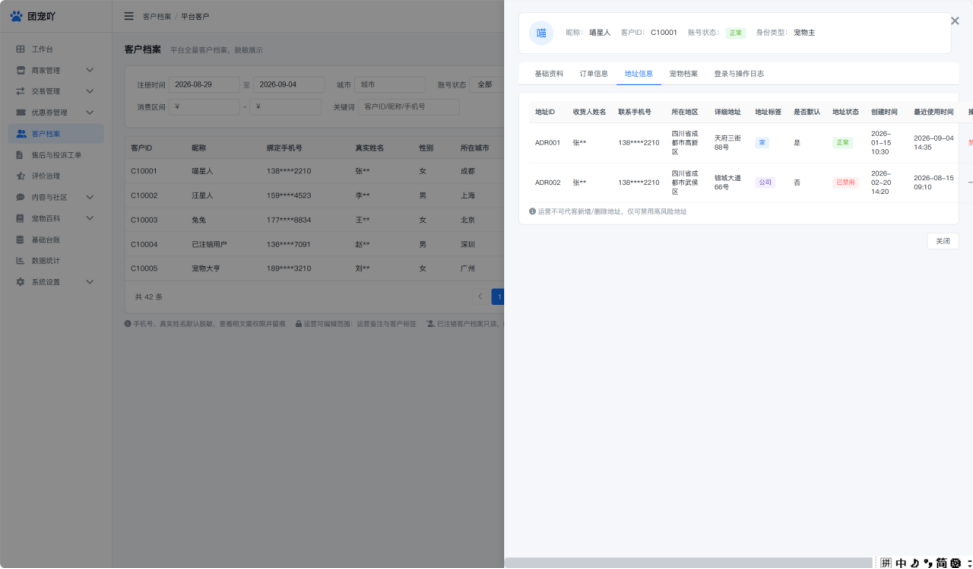 团宠吖
工作台
商家管理
交易管理
优惠券管理
客户档案
售后与投诉工单
评价治理
内容与社区
宠物百科
基础台账
数据统计
系统设置
客户档案 / 平台客户
客户档案 平台全量客户档案，脱敏展示
注册时间 2026-08-29 至 2026-09-04 城市 城市 账号状态 全部
消费区间 ¥ - ¥ 关键词 客户ID/昵称/手机号
客户ID 昵称 绑定手机号 真实姓名 性别 所在城市
C10001 喵星人 138****2210 张** 女 成都
C10002 汪星人 159****4523 李** 男 上海
C10003 兔兔 177****8834 王** 女 北京
C10004 已注销用户 136****7091 赵** 男 深圳
C10005 宠物大亨 189****3210 刘** 女 广州
共 42 条 1
手机号、真实姓名默认脱敏，查看明文需权限并留痕 运营可编辑范围：运营备注与客户标签 已注销客户档案只读，
喵 昵称: 喵星人 客户ID: C10001 账号状态: 正常 身份类型: 宠物主
基础资料 订单信息 地址信息 宠物档案 登录与操作日志
地址ID 收货人姓名 联系手机号 所在地区 详细地址 地址标签 是否默认 地址状态 创建时间 最近使用时间
ADR001 张** 138****2210 四川省成都市高新区 天府三街88号 家 是 正常 2026-01-15 10:30 2026-09-04 14:35
ADR002 张** 138****2210 四川省成都市武侯区 锦城大道66号 公司 否 已禁用 2026-02-20 14:20 2026-08-15 09:10
运营不可代客新增/删除地址，仅可禁用高风险地址
关闭
拼 中 简